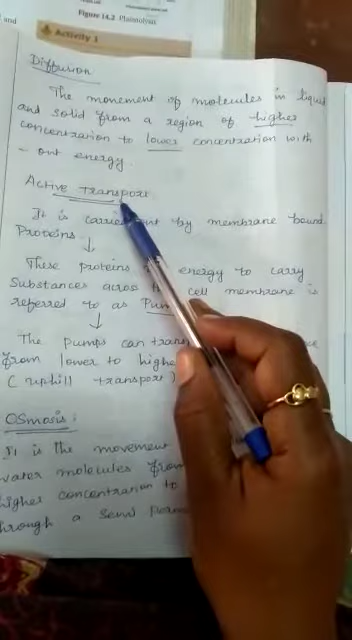 and
Figure 14.2 Plasmolysis
Activity 1
Diffusion
The movement of molecules in liquid
and solid from a region of higher
concentration to lower concentration with
- out energy.
Active transport
It is carried out by membrane bound
Proteins ↓
These proteins energy to carry
Substances across cell membrane is
referred to as
↓
The pumps can
from lower to
(uphill transport)
Osmosis:
It is the movement
water molecules from
higher concentration to
through a semi